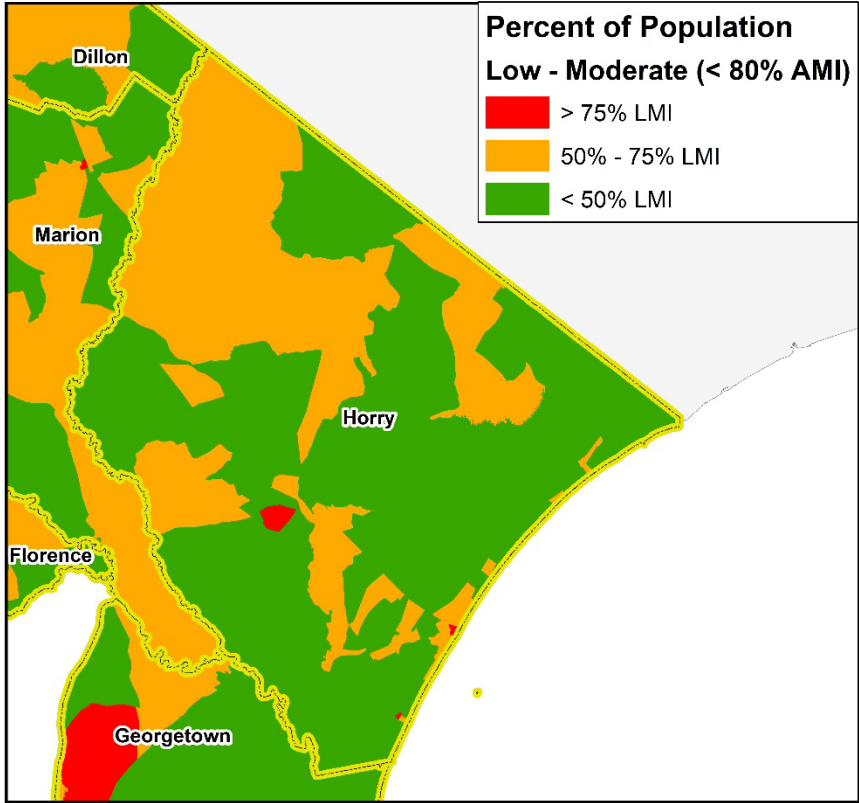 Percent of Population
Low - Moderate (< 80% AMI)
> 75% LMI
50% - 75% LMI
< 50% LMI
Dillon
Marion
Horry
Florence
Georgetown